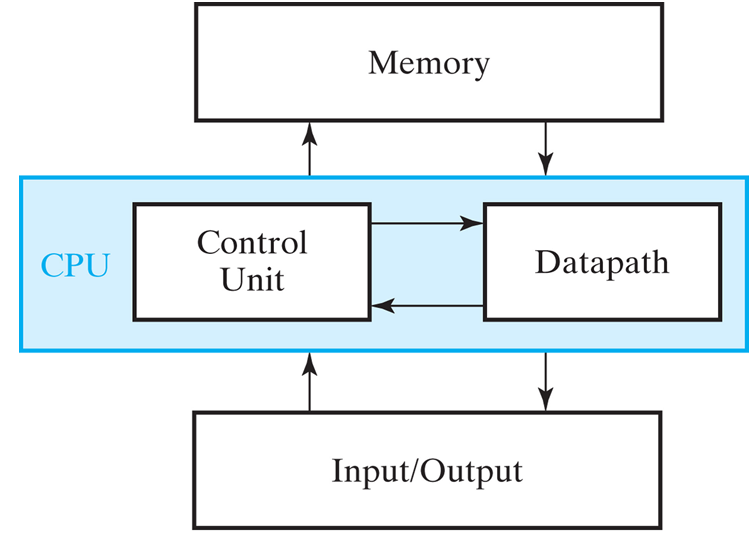 Memory
CPU
Control
Unit
Datapath
Input/Output